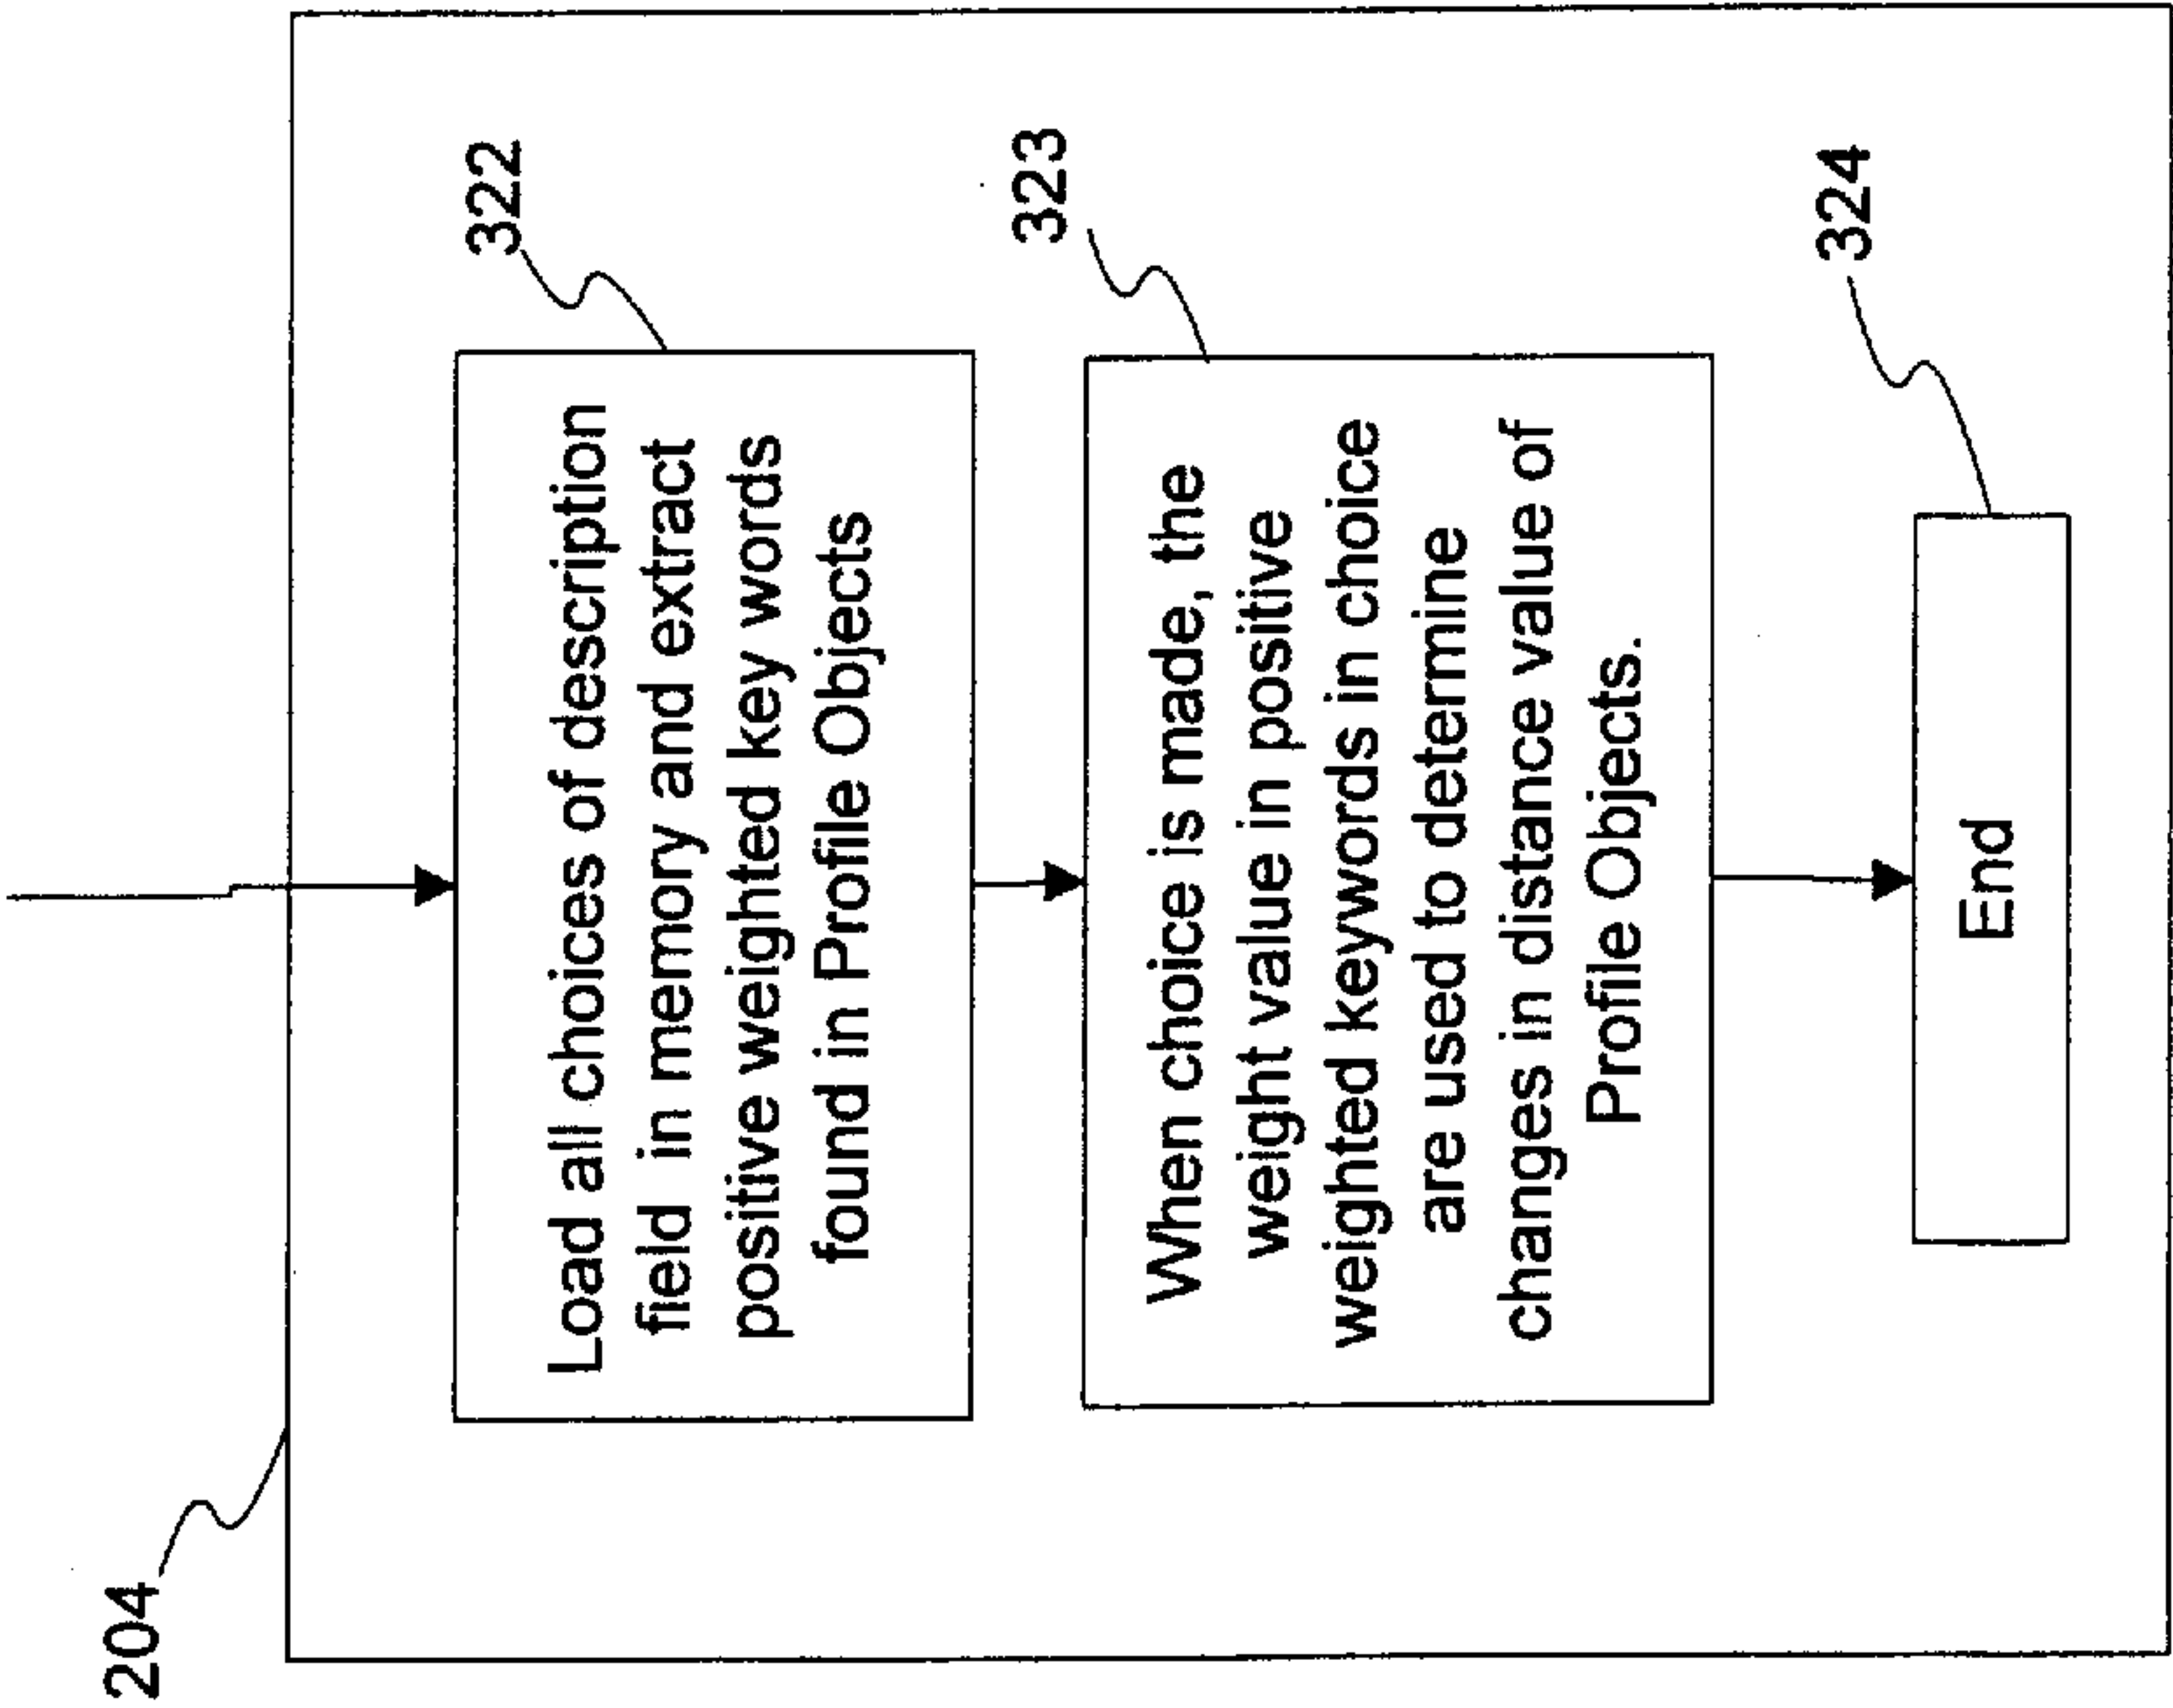 204
322
Load all choices of description
field in memory and extract
positive weighted key words
found in Profile Objects
323
When choice is made, the
weight value in positive
weighted keywords in choice
are used to determine
changes in distance value of
Profile Objects.
324
End